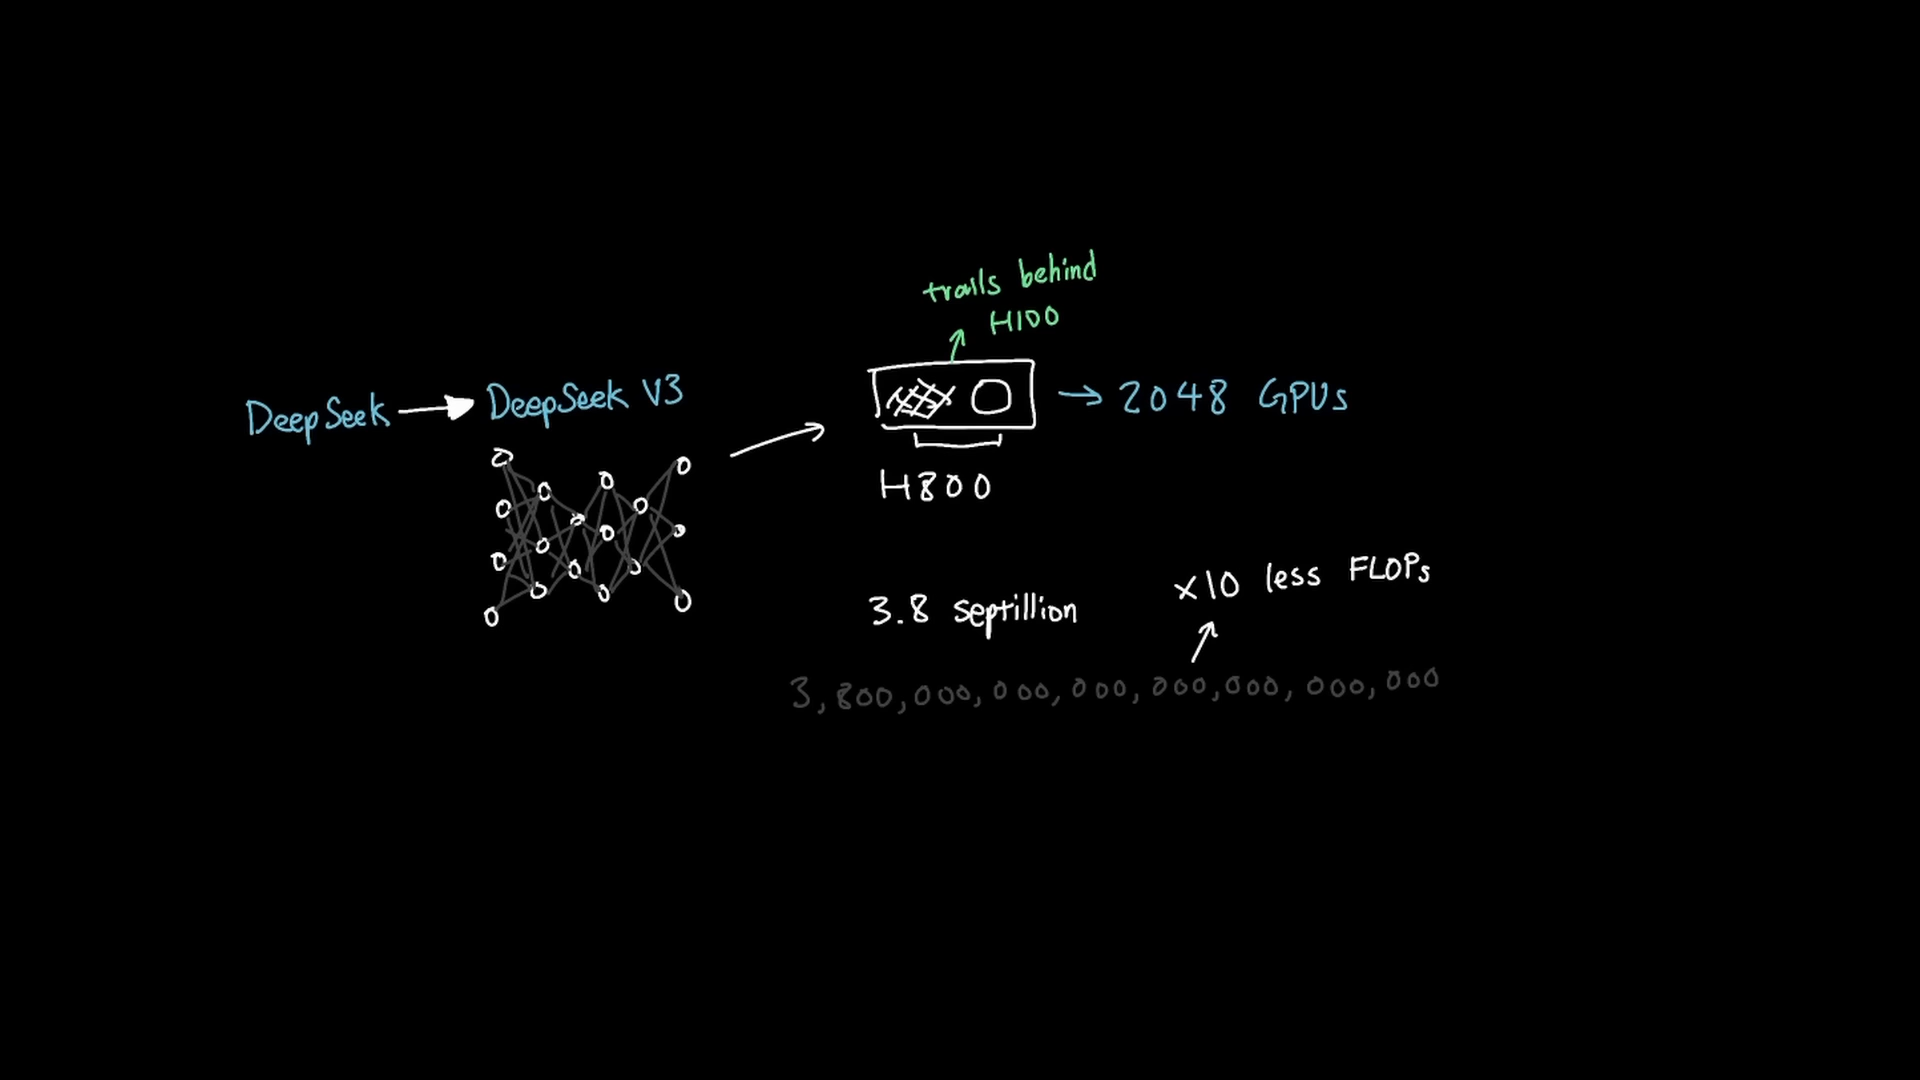 trails behind
H100
DeepSeek
DeepSeek V3
2048 GPUs
H800
x10 less FLOPs
3.8 septillion
3,800,000,000,000,000,000,000,000